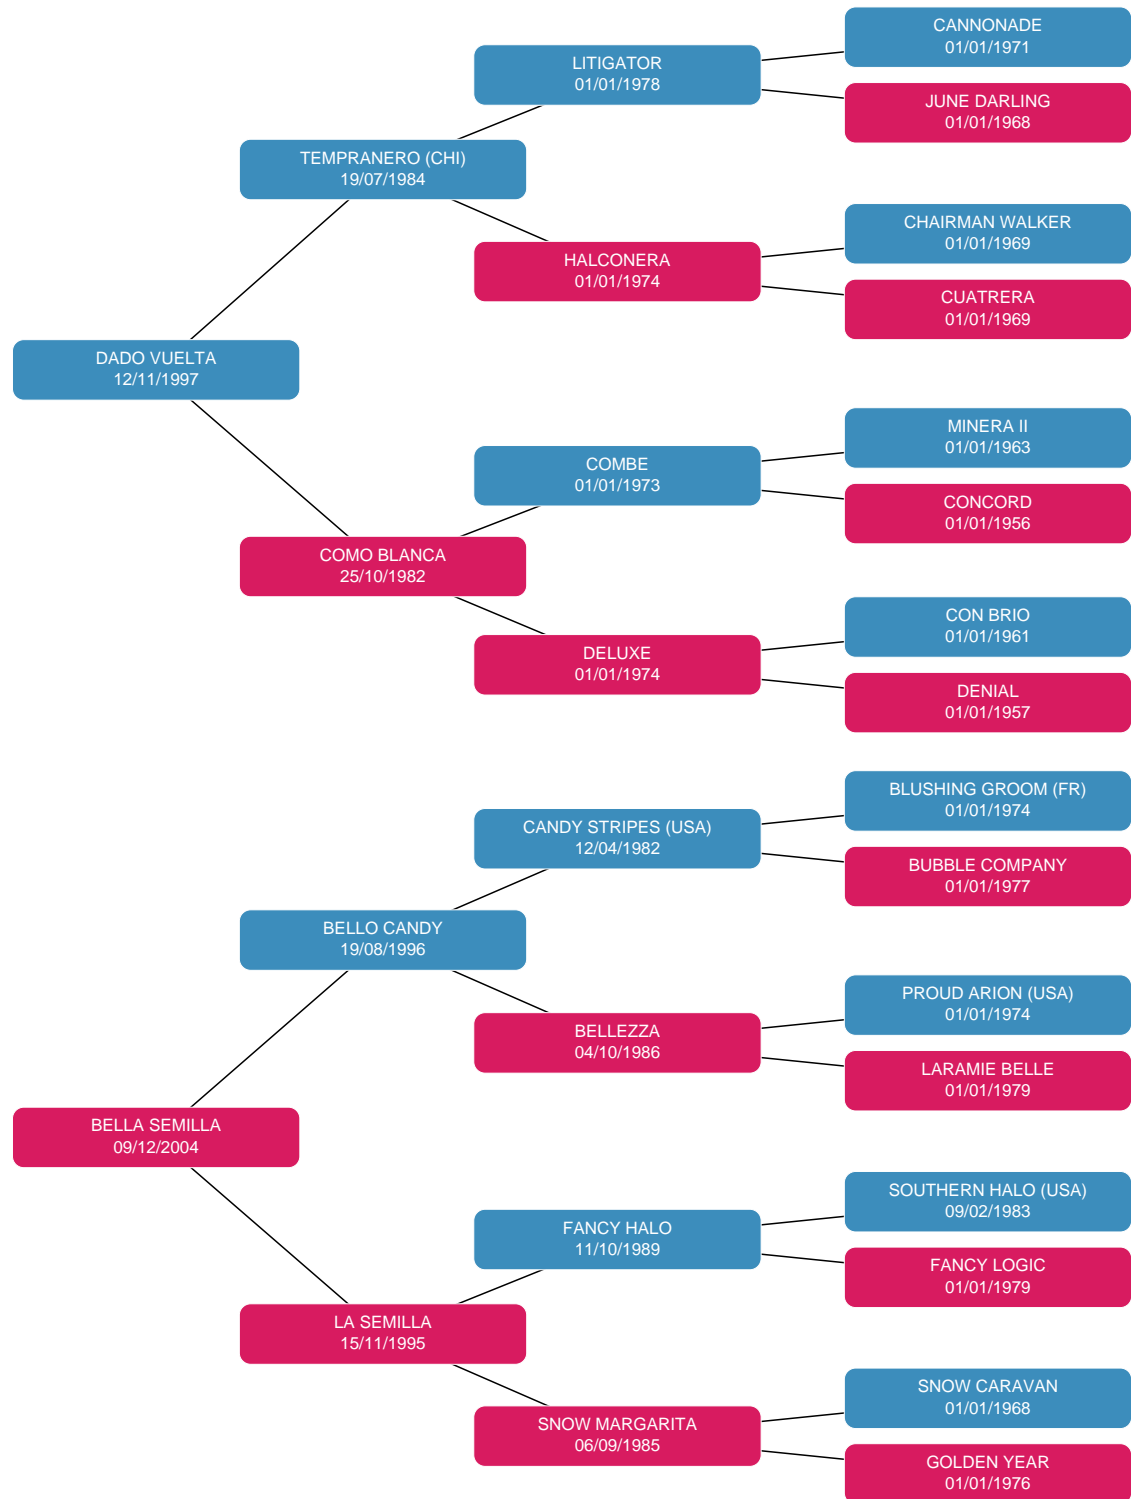 CANNONADE
01/01/1971
LITIGATOR
01/01/1978
JUNE DARLING
01/01/1968
TEMPRANERO (CHI)
19/07/1984
CHAIRMAN WALKER
01/01/1969
HALCONERA
01/01/1974
CUATRERA
01/01/1969
DADO VUELTA
12/11/1997
MINERA II
01/01/1963
COMBE
01/01/1973
CONCORD
01/01/1956
COMO BLANCA
25/10/1982
CON BRIO
01/01/1961
DELUXE
01/01/1974
DENIAL
01/01/1957
BLUSHING GROOM (FR)
01/01/1974
CANDY STRIPES (USA)
12/04/1982
BUBBLE COMPANY
01/01/1977
BELLO CANDY
19/08/1996
PROUD ARION (USA)
01/01/1974
BELLEZZA
04/10/1986
LARAMIE BELLE
01/01/1979
BELLA SEMILLA
09/12/2004
SOUTHERN HALO (USA)
09/02/1983
FANCY HALO
11/10/1989
FANCY LOGIC
01/01/1979
LA SEMILLA
15/11/1995
SNOW CARAVAN
01/01/1968
SNOW MARGARITA
06/09/1985
GOLDEN YEAR
01/01/1976